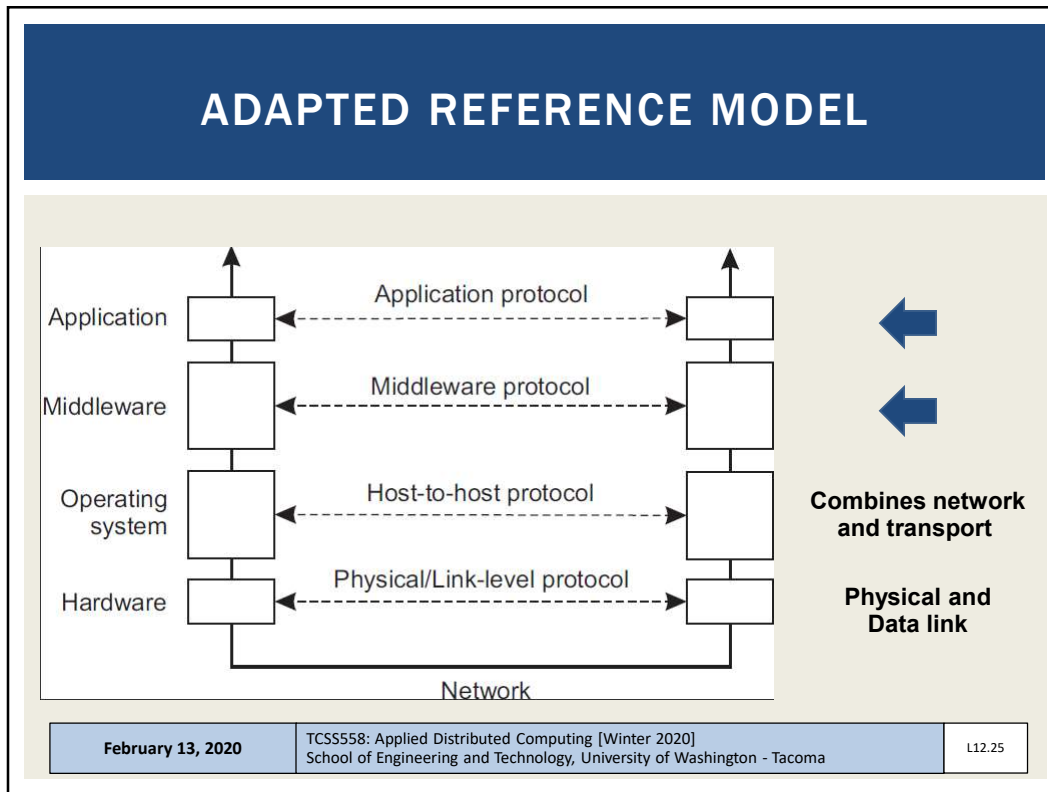 ADAPTED REFERENCE MODEL
Application
Application protocol
Middleware
Middleware protocol
Operating
system
Host-to-host protocol
Combines network
and transport
Hardware
Physical/Link-level protocol
Physical and
Data link
Network
February 13, 2020
TCSS558: Applied Distributed Computing [Winter 2020]
School of Engineering and Technology, University of Washington - Tacoma
L12.25